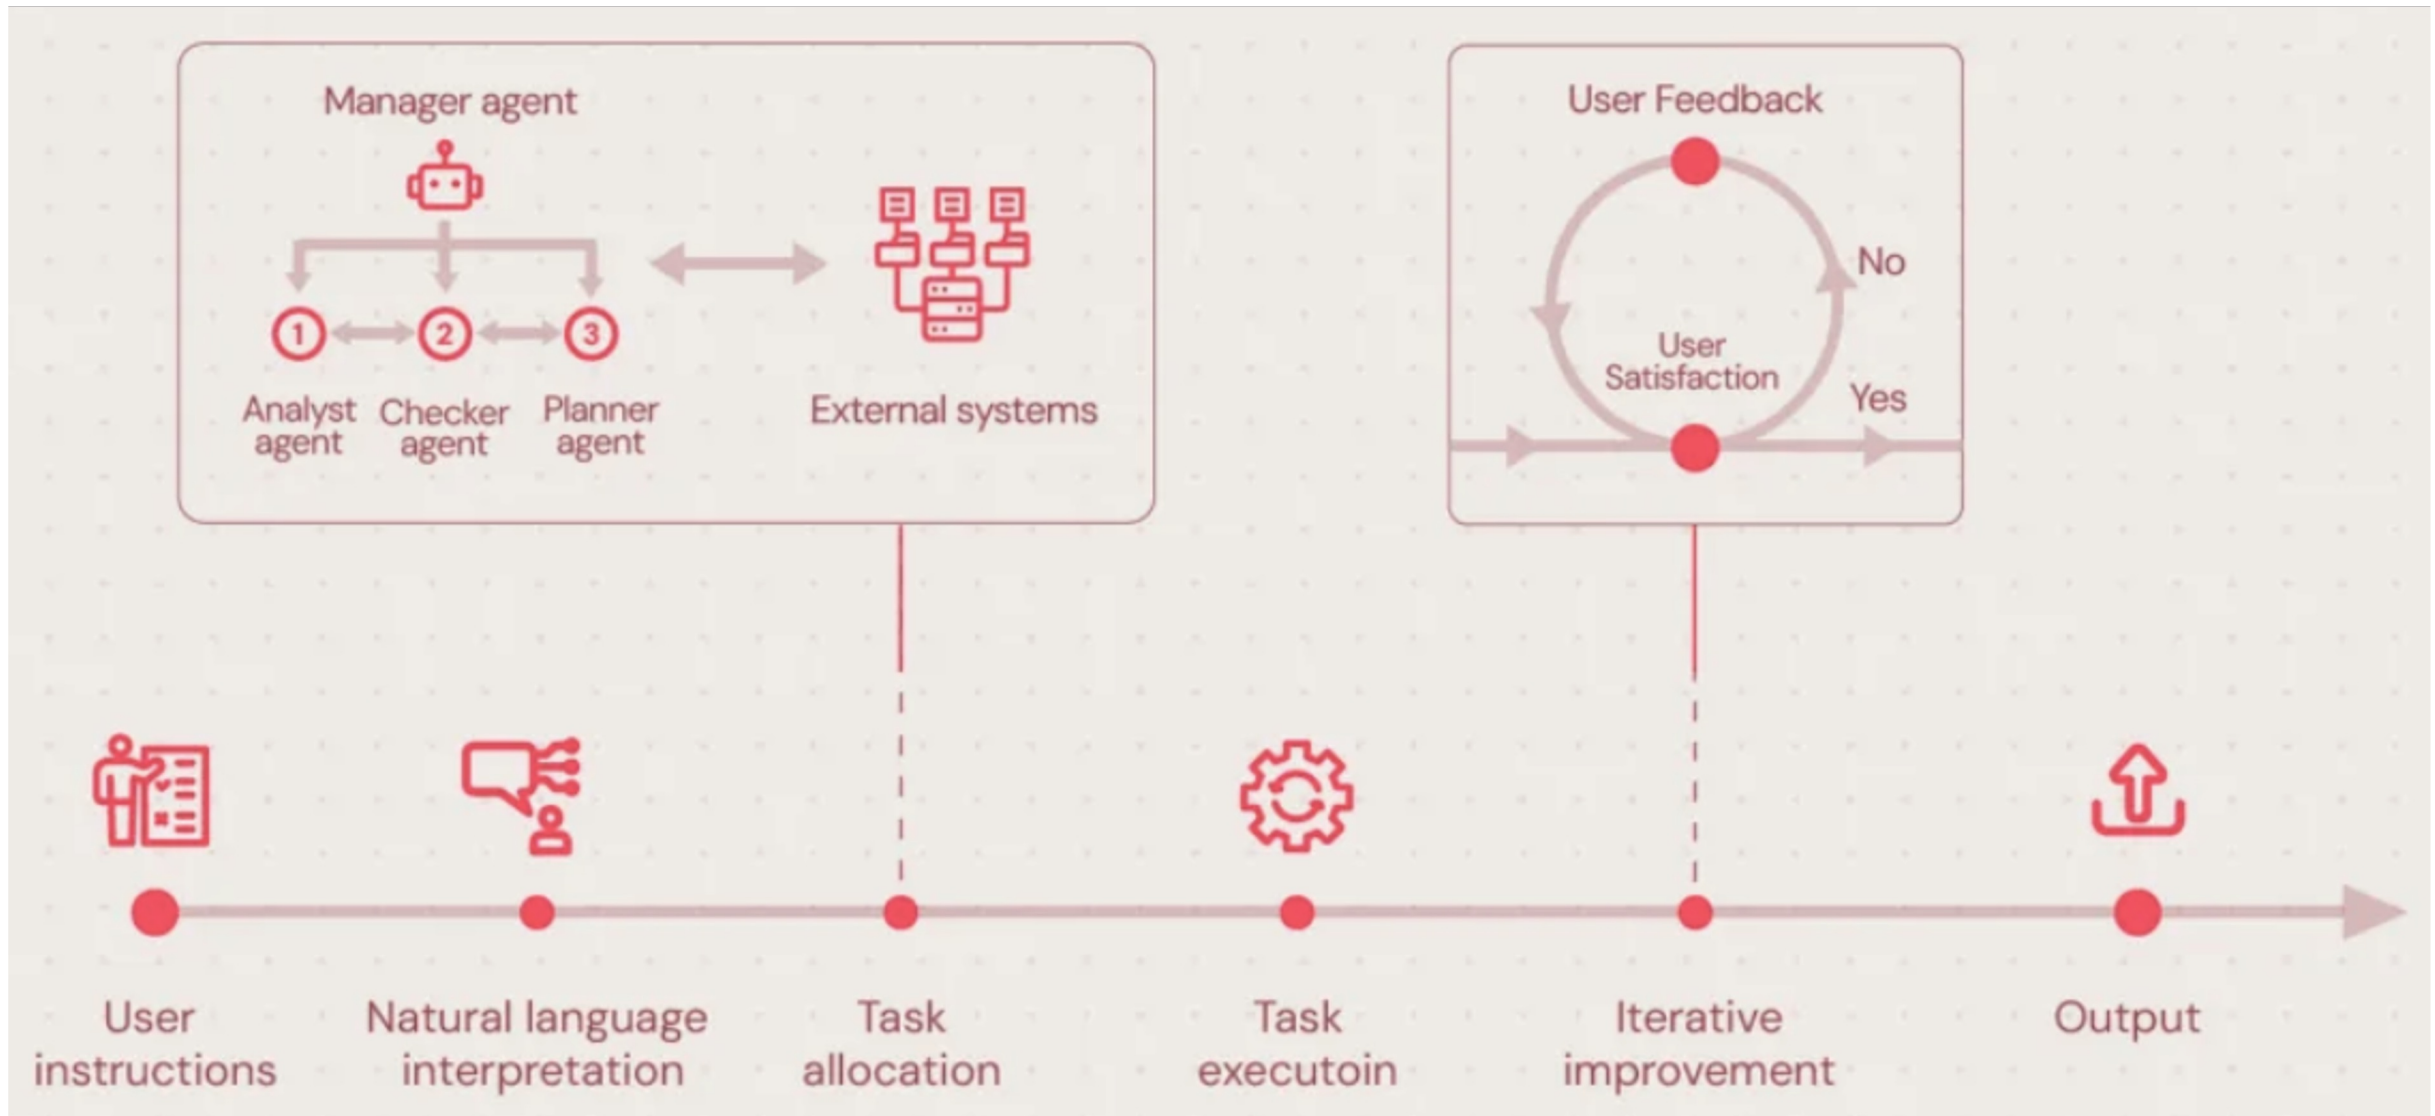 Manager agent
1
2
3
Analyst
agent
Checker
agent
Planner
agent
External systems
User Feedback
No
User
Satisfaction
Yes
User
instructions
Natural language
interpretation
Task
allocation
Task
executoin
Iterative
improvement
Output